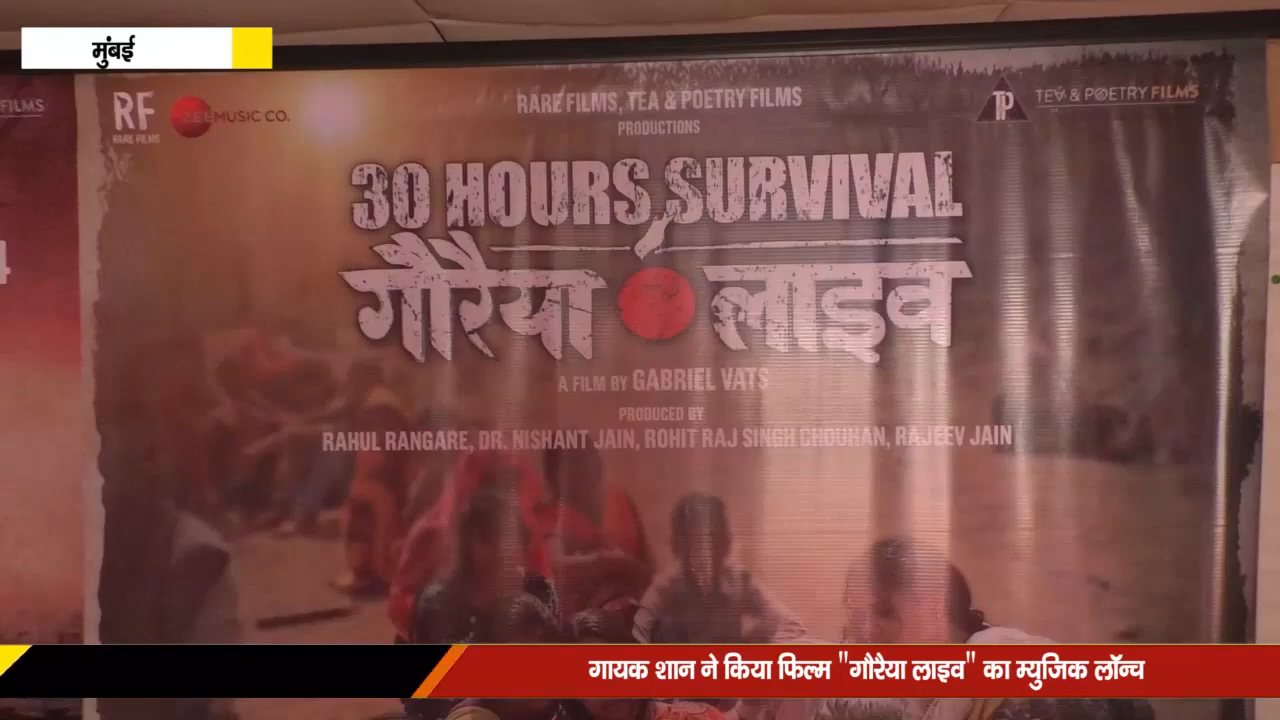 मुंबई
FILMS
RF
RARE FILMS
ZEE MUSIC CO.
RARE FILMS, TEA & POETRY FILMS
PRODUCTIONS
TP
TEA & POETRY FILMS
4
30 HOURS SURVIVAL
गौरैया लाइव
A FILM BY GABRIEL VATS
PRODUCED BY
RAHUL RANGARE, DR. NISHANT JAIN, ROHIT RAJ SINGH CHOUHAN, RAJEEV JAIN
गायक शान ने किया फिल्म "गौरैया लाइव" का म्युजिक लॉन्च